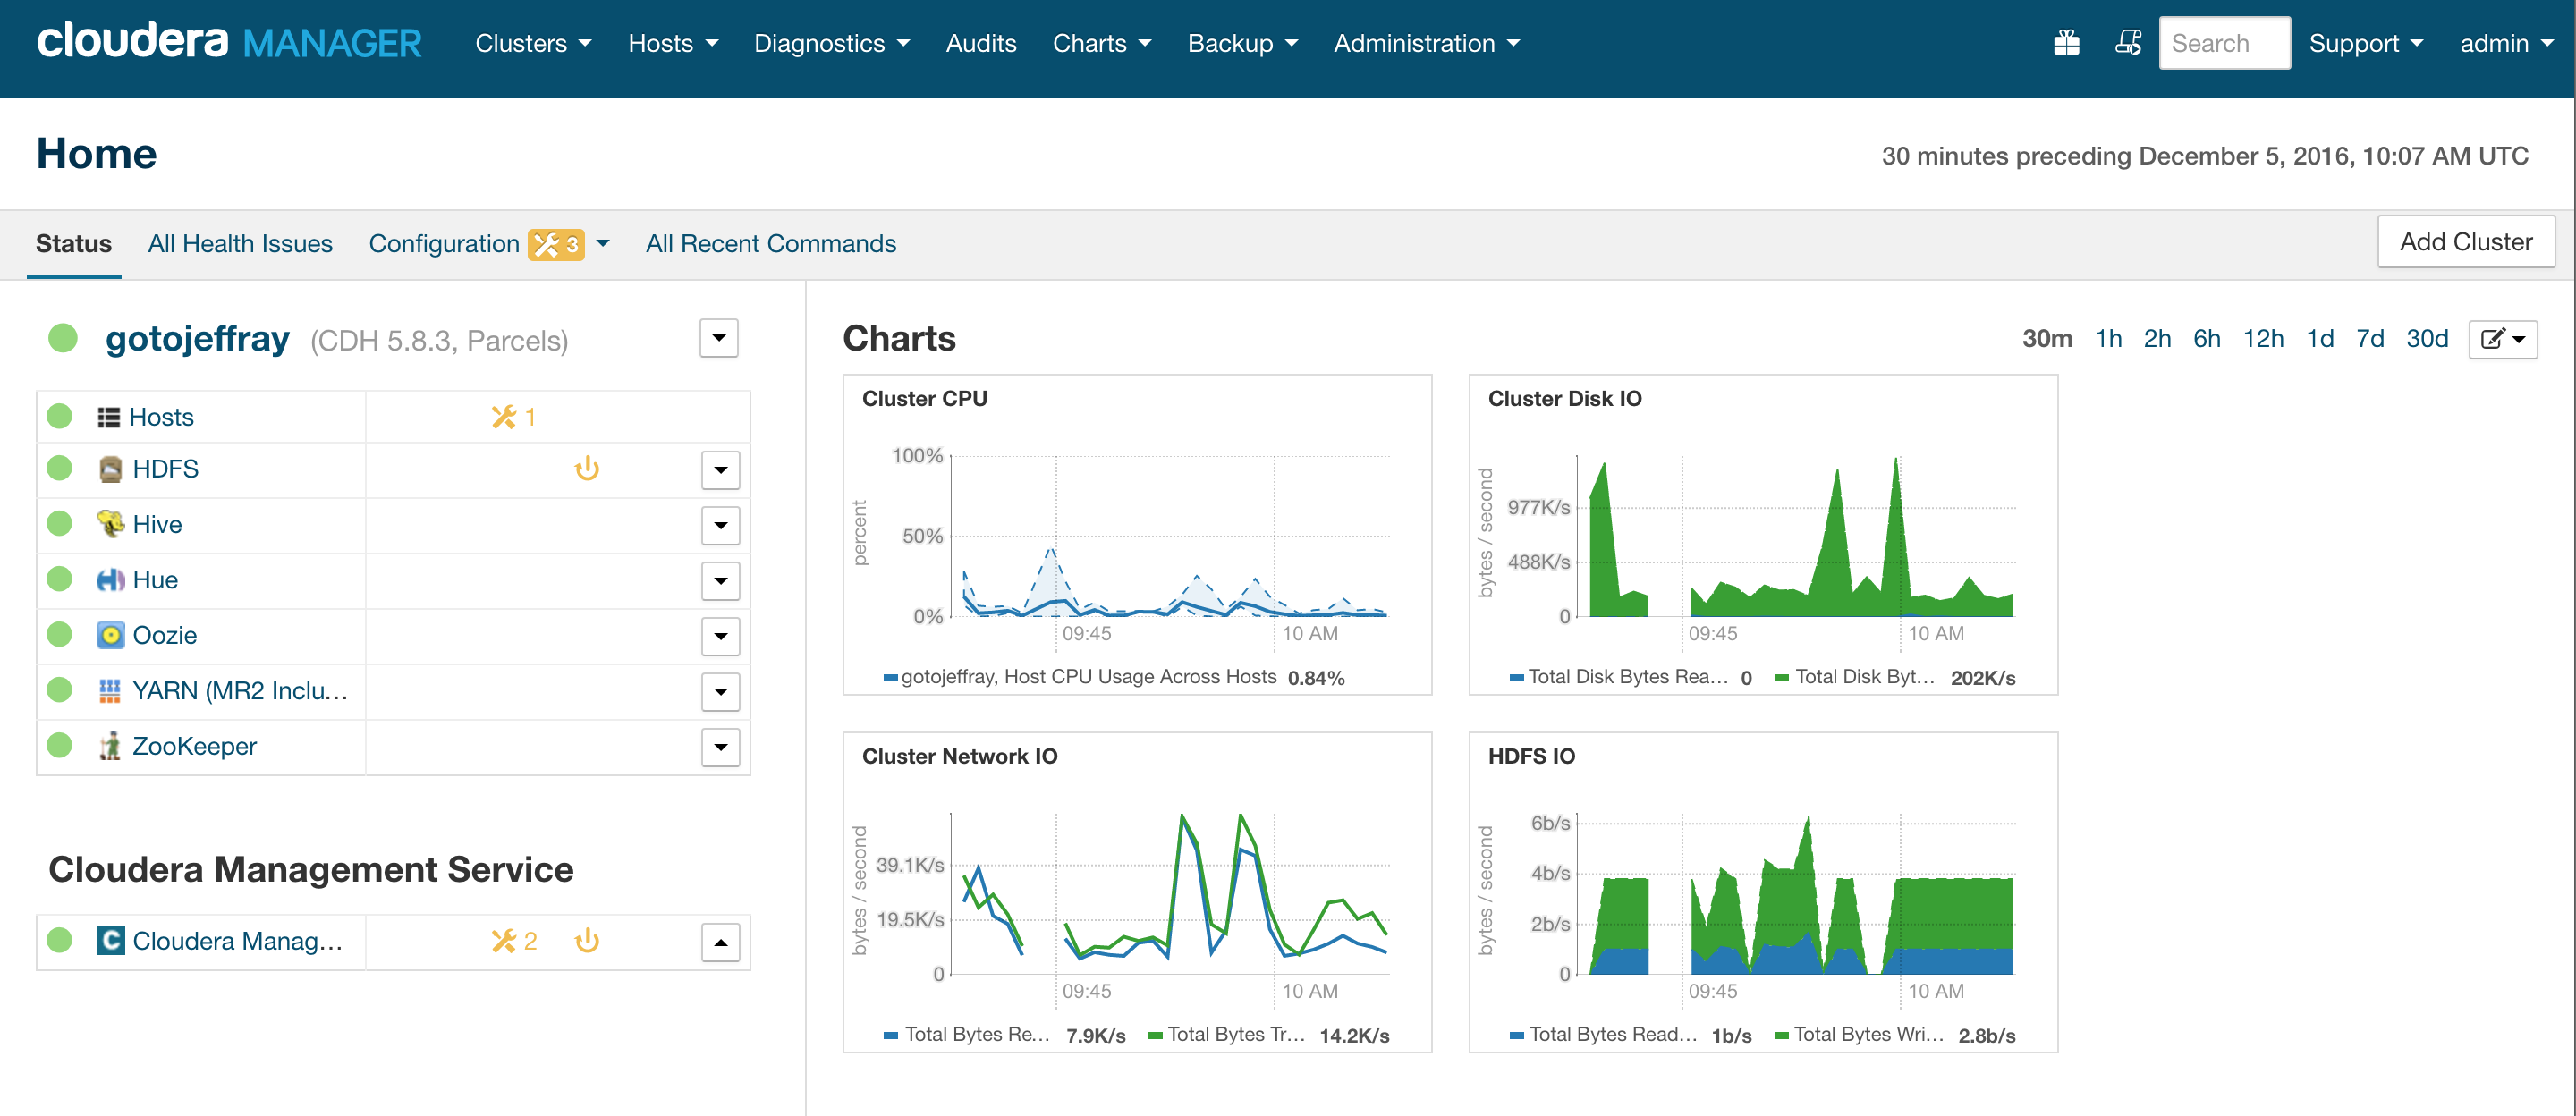 cloudera MANAGER Clusters Hosts Diagnostics Audits Charts Backup Administration Search Support admin
Home
30 minutes preceding December 5, 2016, 10:07 AM UTC
Status All Health Issues Configuration 3 All Recent Commands Add Cluster
gotojeffray (CDH 5.8.3, Parcels)
Hosts 1
HDFS
Hive
Hue
Oozie
YARN (MR2 Inclu...
ZooKeeper
Cloudera Management Service
C Cloudera Manag... 2
Charts
30m 1h 2h 6h 12h 1d 7d 30d
Cluster CPU
percent
100%
50%
0%
09:45 10 AM
gotojeffray, Host CPU Usage Across Hosts 0.84%
Cluster Disk IO
bytes / second
977K/s
488K/s
0
09:45 10 AM
Total Disk Bytes Rea... 0 Total Disk Byt... 202K/s
Cluster Network IO
bytes / second
39.1K/s
19.5K/s
0
09:45 10 AM
Total Bytes Re... 7.9K/s Total Bytes Tr... 14.2K/s
HDFS IO
bytes / second
6b/s
4b/s
2b/s
0
09:45 10 AM
Total Bytes Read... 1b/s Total Bytes Wri... 2.8b/s